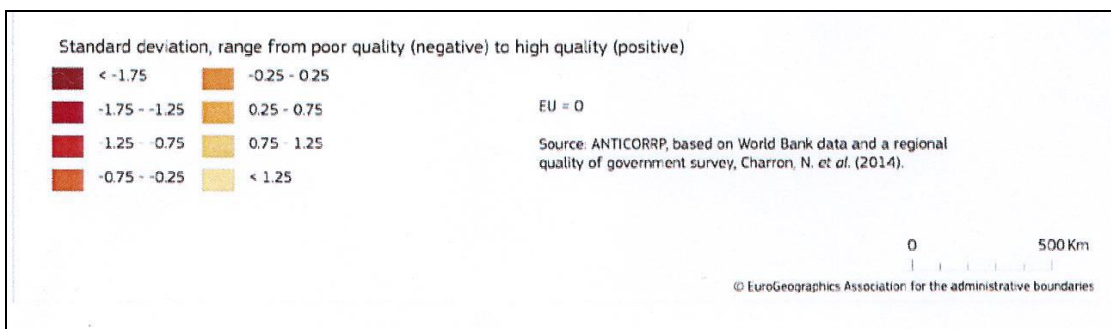 Standard deviation, range from poor quality (negative) to high quality (positive)
< -1.75
-1.75 - -1.25
-1.25 - -0.75
-0.75 - -0.25
-0.25 - 0.25
0.25 - 0.75
0.75 - 1.25
< 1.25
EU = 0
Source: ANTICORRP, based on World Bank data and a regional
quality of government survey, Charron, N. et al. (2014).
0 500 Km
© EuroGeographics Association for the administrative boundaries